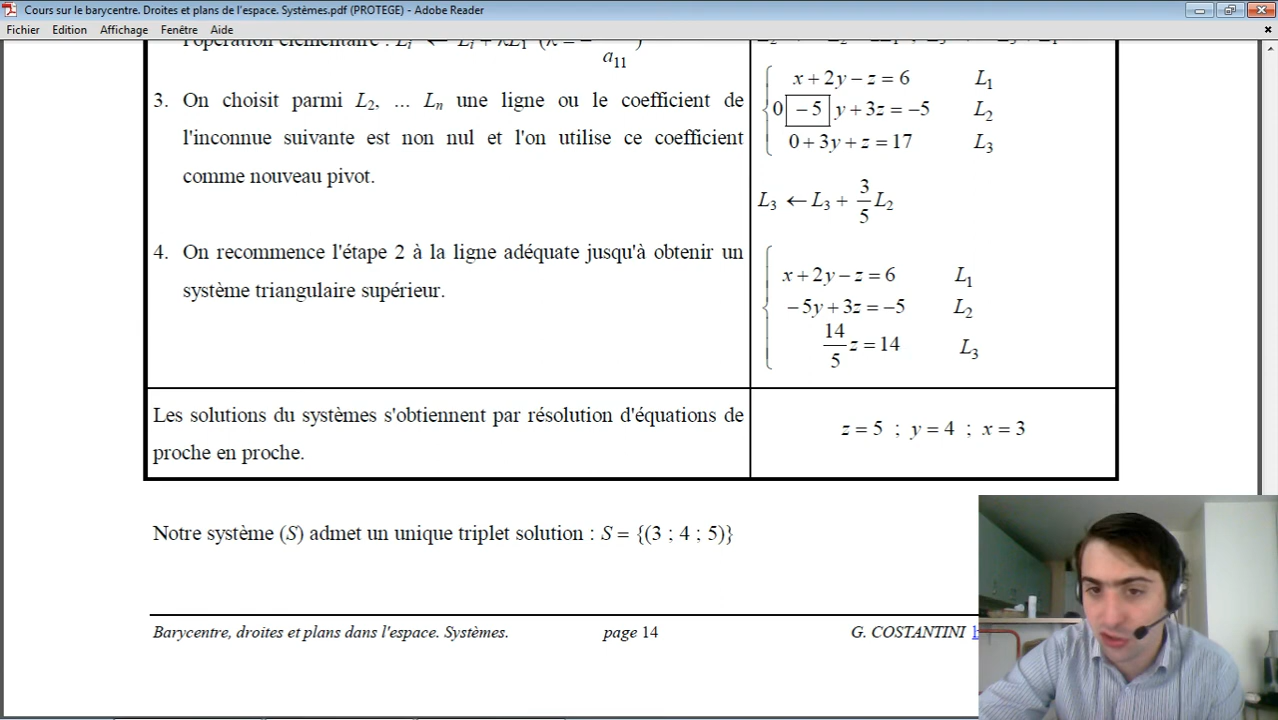 Cours sur le barycentre. Droites et plans de l'espace. Systèmes.pdf (PROTEGE) - Adobe Reader
Fichier Edition Affichage Fenêtre Aide
l'opération élémentaire :
a11
3. On choisit parmi L2, ... Ln une ligne ou le coefficient de
l'inconnue suivante est non nul et l'on utilise ce coefficient
comme nouveau pivot.
4. On recommence l'étape 2 à la ligne adéquate jusqu'à obtenir un
système triangulaire supérieur.
x + 2y − z = 6 L1
0 − 5 y + 3z = −5 L2
0 + 3y + z = 17 L3
L3 ← L3 + 3/5 L2
x + 2y − z = 6 L1
− 5y + 3z = −5 L2
14/5 z = 14 L3
Les solutions du systèmes s'obtiennent par résolution d'équations de
proche en proche.
z = 5 ; y = 4 ; x = 3
Notre système (S) admet un unique triplet solution : S = {(3 ; 4 ; 5)}
Barycentre, droites et plans dans l'espace. Systèmes. page 14 G. COSTANTINI